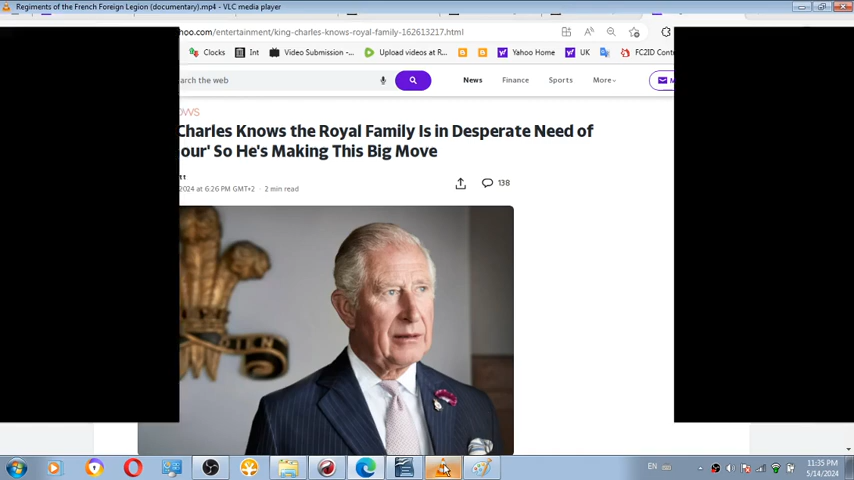 Regiments of the French Foreign Legion (documentary).mp4 - VLC media player
hoo.com/entertainment/king-charles-knows-royal-family-162613217.html
Clocks Int Video Submission -... Upload videos at R... Yahoo Home UK FC2ID Cont
arch the web
News Finance Sports More
ows
Charles Knows the Royal Family Is in Desperate Need of
our' So He's Making This Big Move
tt
2024 at 6:26 PM GMT+2 · 2 min read
138
DIEN
EN
11:35 PM
5/14/2024